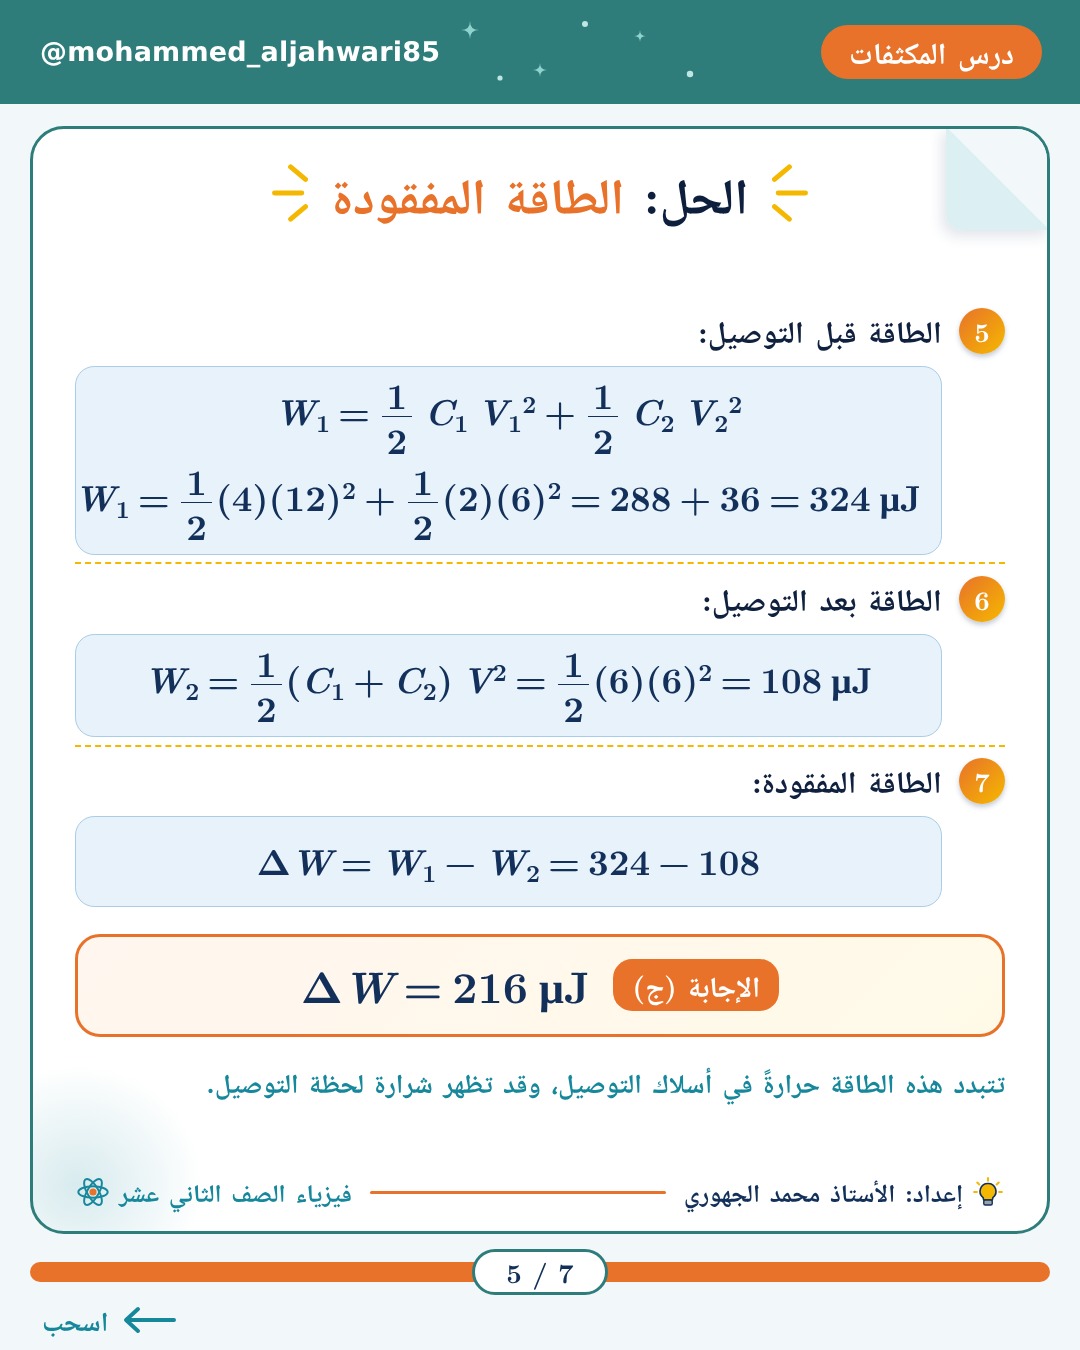 @mohammed_aljahwari85
درس المكثفات
الحل: الطاقة المفقودة
5 الطاقة قبل التوصيل:
W₁ = 1/2 C₁ V₁² + 1/2 C₂ V₂²
W₁ = 1/2 (4)(12)² + 1/2 (2)(6)² = 288 + 36 = 324 µJ
6 الطاقة بعد التوصيل:
W₂ = 1/2 (C₁ + C₂) V² = 1/2 (6)(6)² = 108 µJ
7 الطاقة المفقودة:
Δ W = W₁ − W₂ = 324 − 108
الإجابة (ج) Δ W = 216 µJ
تتبدد هذه الطاقة حرارةً في أسلاك التوصيل، وقد تظهر شرارة لحظة التوصيل.
إعداد: الأستاذ محمد الجهوري
فيزياء الصف الثاني عشر
5 / 7
اسحب